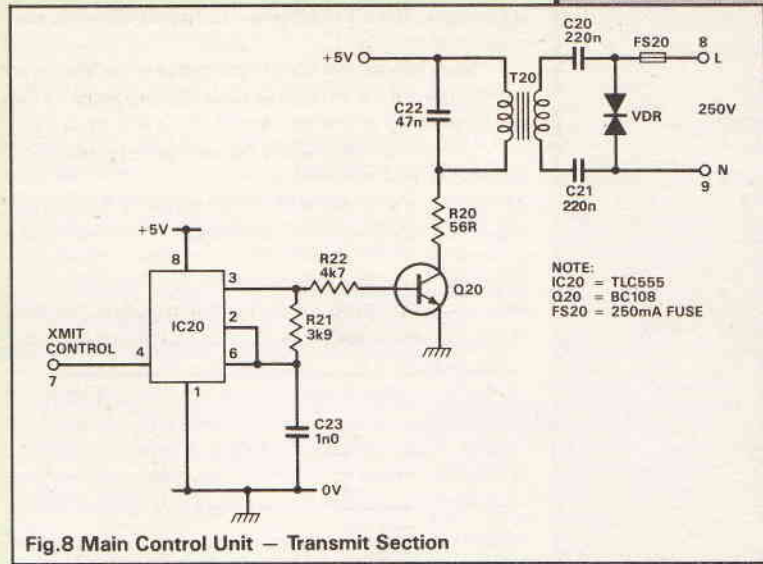 C20
220n
FS20
8
L
+5V
T20
C22
47n
VDR
250V
C21
220n
N
9
R20
56R
+5V
8
R22
4k7
3
Q20
NOTE:
IC20 = TLC555
Q20 = BC108
FS20 = 250mA FUSE
IC20
2
R21
3k9
XMIT
CONTROL
7
4
6
1
C23
1n0
0V
Fig.8 Main Control Unit — Transmit Section